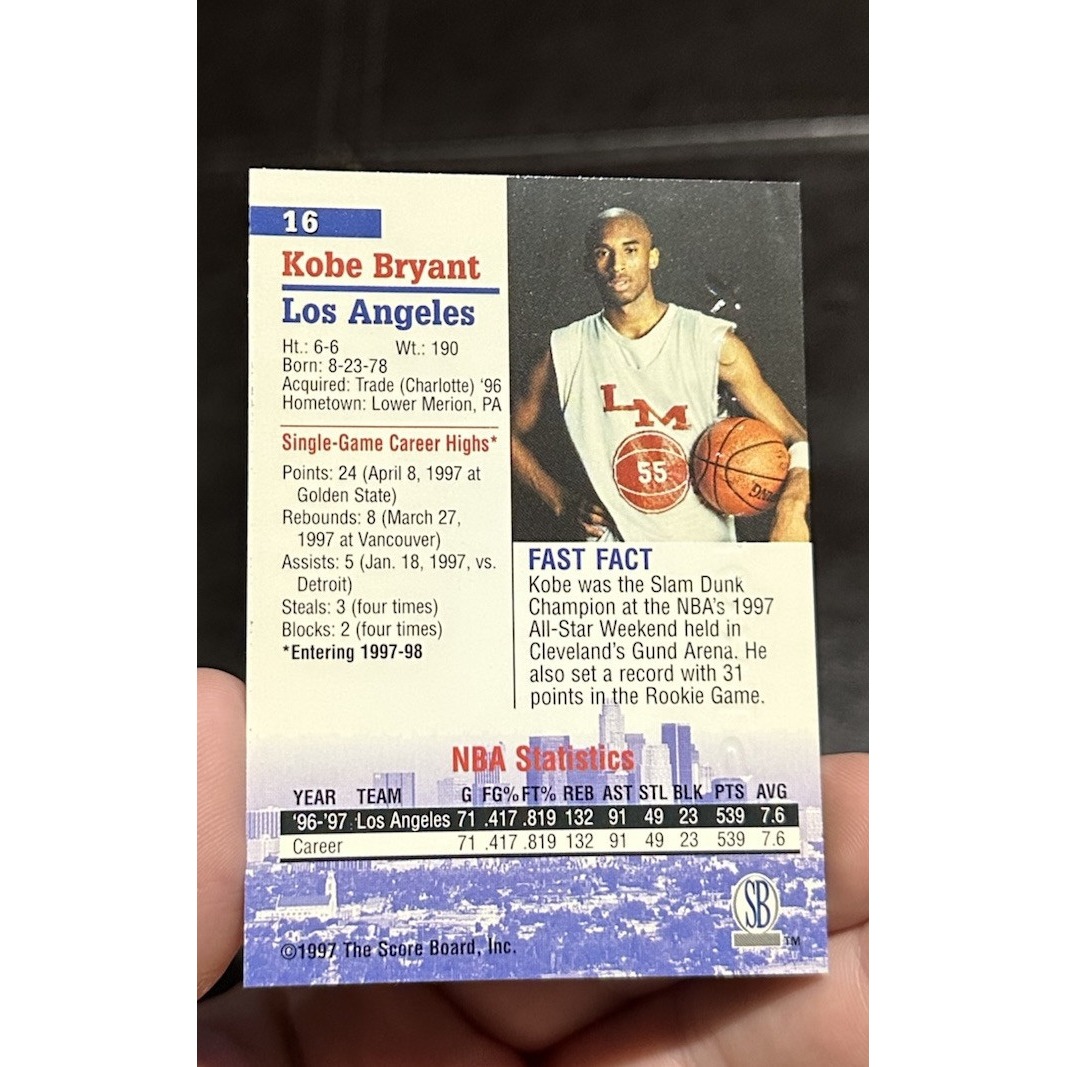 16
Kobe Bryant
Los Angeles
Ht.: 6-6 Wt.: 190
Born: 8-23-78
Acquired: Trade (Charlotte) ‘96
Hometown: Lower Merion, PA
Single-Game Career Highs*
Points: 24 (April 8, 1997 at
Golden State)
Rebounds: 8 (March 27,
1997 at Vancouver)
Assists: 5 (Jan. 18, 1997, vs.
Detroit)
Steals: 3 (four times)
Blocks: 2 (four times)
*Entering 1997-98
LM
55
FAST FACT
Kobe was the Slam Dunk
Champion at the NBA's 1997
All-Star Weekend held in
Cleveland's Gund Arena. He
also set a record with 31
points in the Rookie Game.
NBA Statistics
YEAR TEAM G FG% FT% REB AST STL BLK PTS AVG
'96-'97 Los Angeles 71 .417 .819 132 91 49 23 539 7.6
Career 71 .417 .819 132 91 49 23 539 7.6
SB
TM
©1997 The Score Board, Inc.